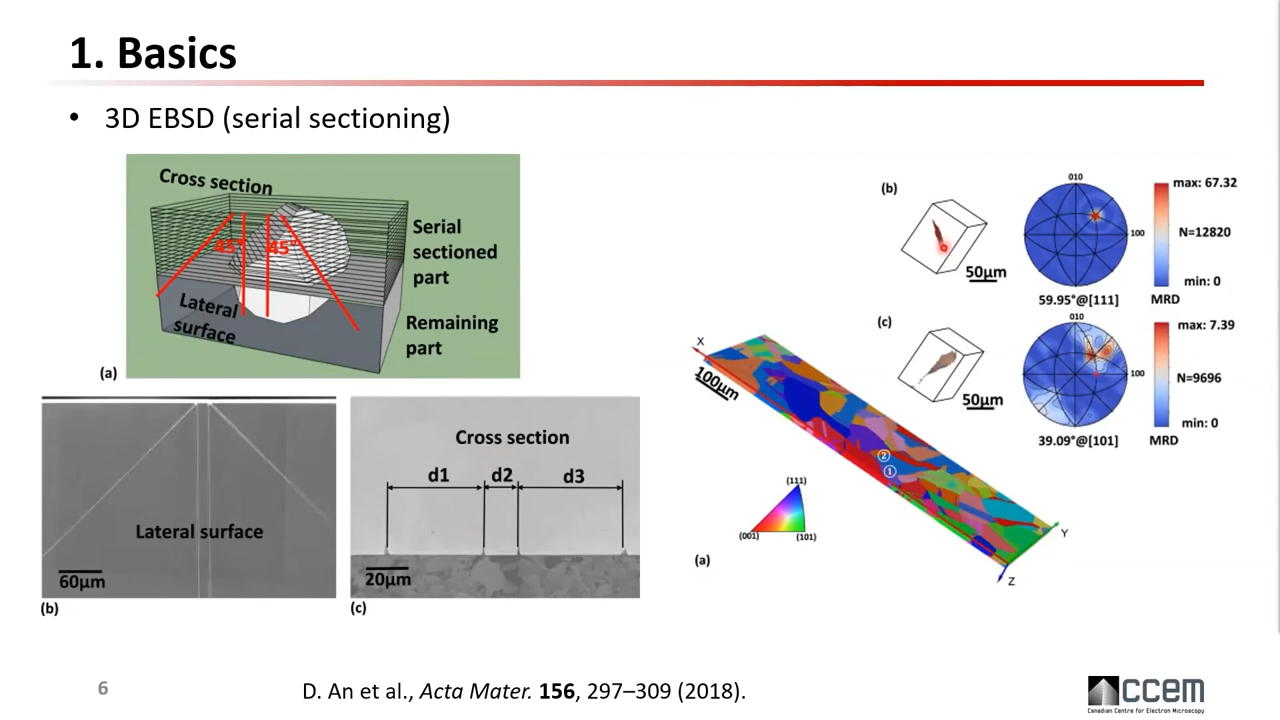 1. Basics
• 3D EBSD (serial sectioning)
Cross section
45°
45°
Serial
sectioned
part
Lateral
surface
Remaining
part
(a)
Lateral surface
60μm
(b)
Cross section
d1
d2
d3
20μm
(c)
(b)
50μm
010
100
59.95°@[111]
max: 67.32
N=12820
min: 0
MRD
(c)
50μm
010
100
39.09°@[101]
max: 7.39
N=9696
min: 0
MRD
X
100μm
2
1
Y
Z
(111)
(001)
(101)
(a)
6
D. An et al., Acta Mater. 156, 297–309 (2018).
ccem
Canadian Centre for Electron Microscopy